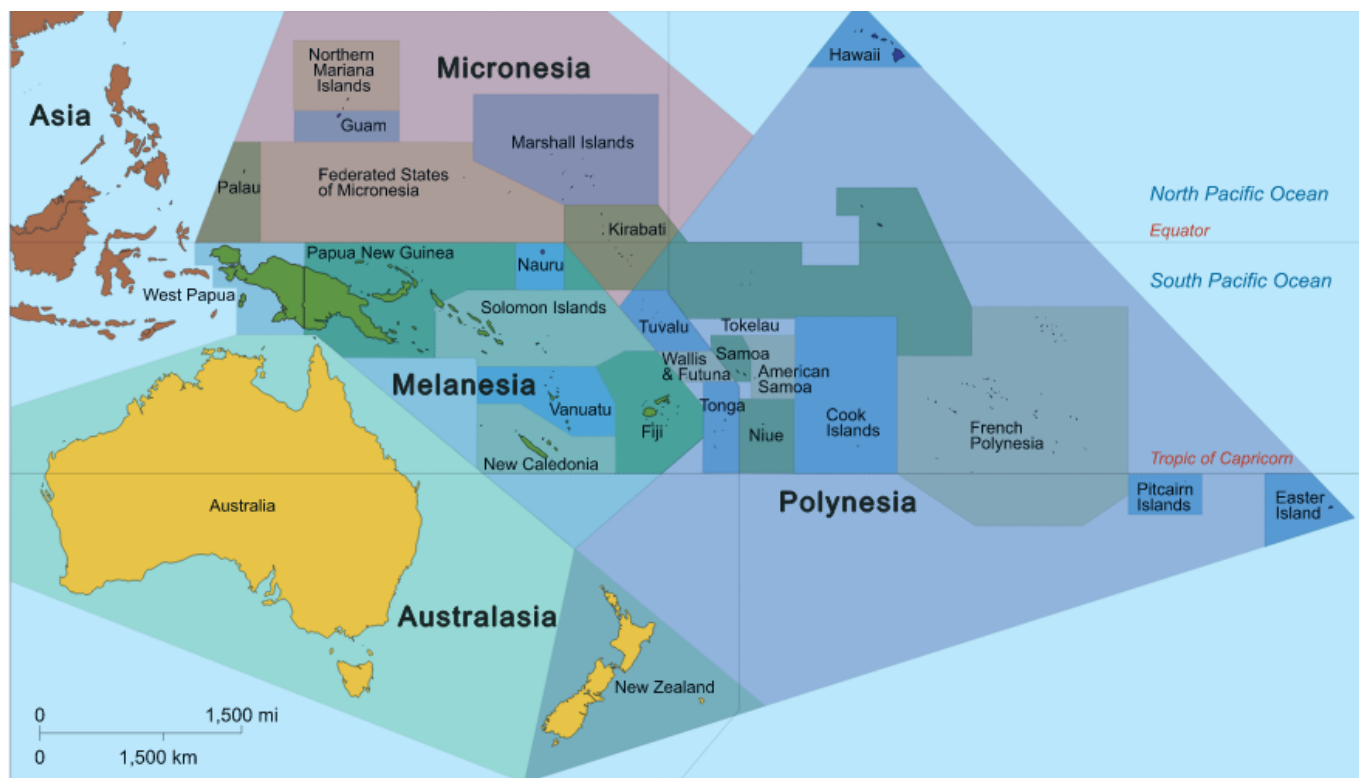 Hawaii
Northern
Mariana
Islands
Micronesia
Asia
Guam
Marshall Islands
Federated States
of Micronesia
Palau
North Pacific Ocean
Kirabati
Equator
Papua New Guinea
Nauru
South Pacific Ocean
West Papua
Solomon Islands
Tuvalu
Tokelau
Samoa
Wallis
& Futuna
American
Samoa
Melanesia
Vanuatu
Tonga
Cook
Islands
Fiji
Niue
French
Polynesia
New Caledonia
Tropic of Capricorn
Polynesia
Pitcairn
Islands
Easter
Island
Australia
Australasia
New Zealand
0 1,500 mi
0 1,500 km